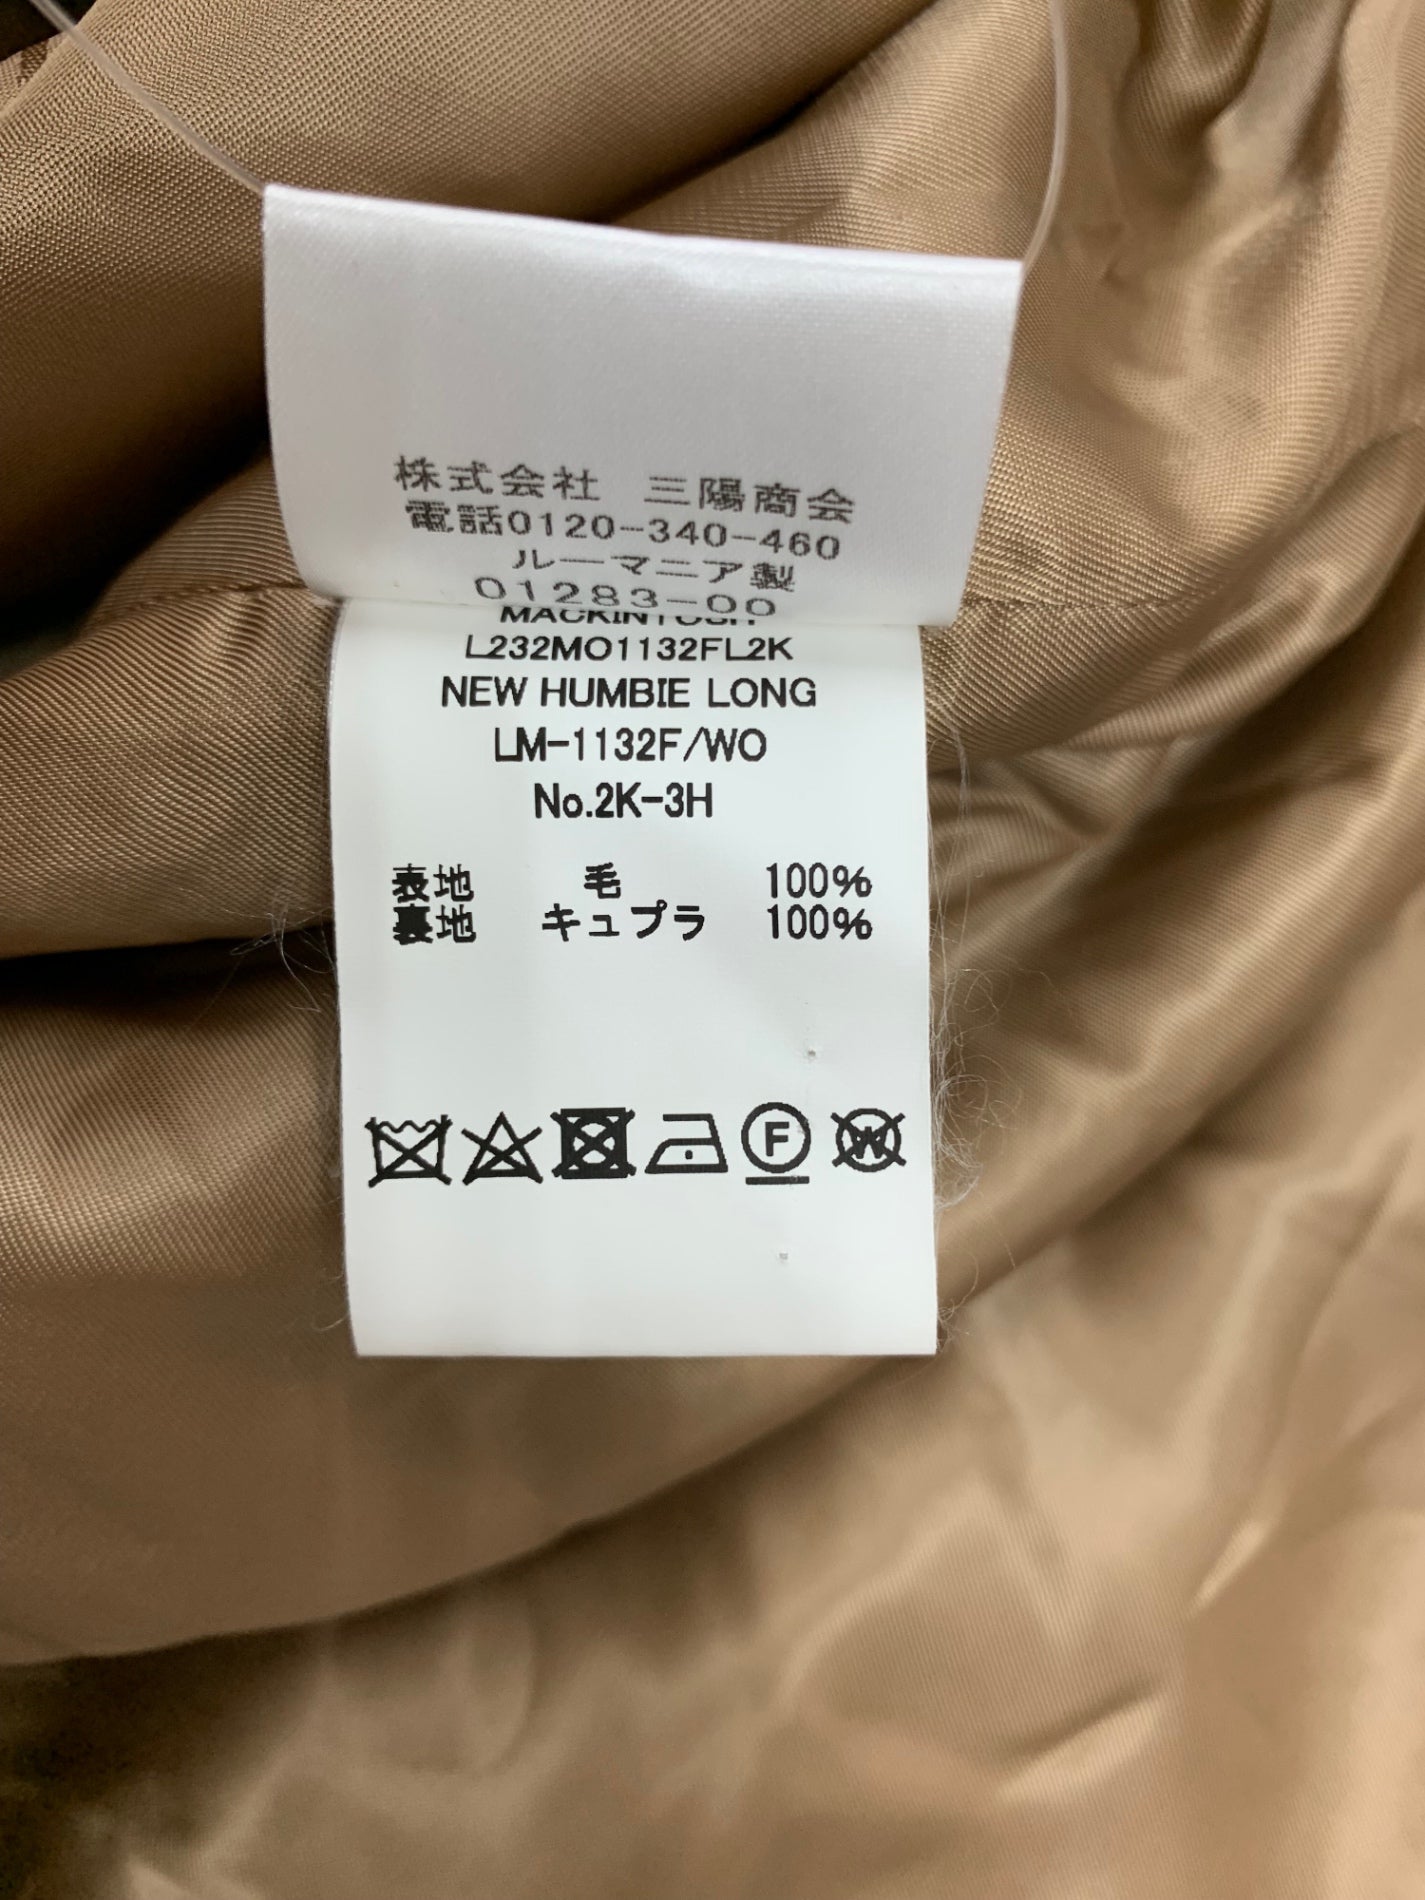 株式会社 三陽商会
電話0120-340-460
ルーマニア製
01283-00
MACKINTOSH
L232MO1132FL2K
NEW HUMBIE LONG
LM-1132F/WO
No.2K-3H
表地 毛 100%
裏地 キュプラ 100%
F W